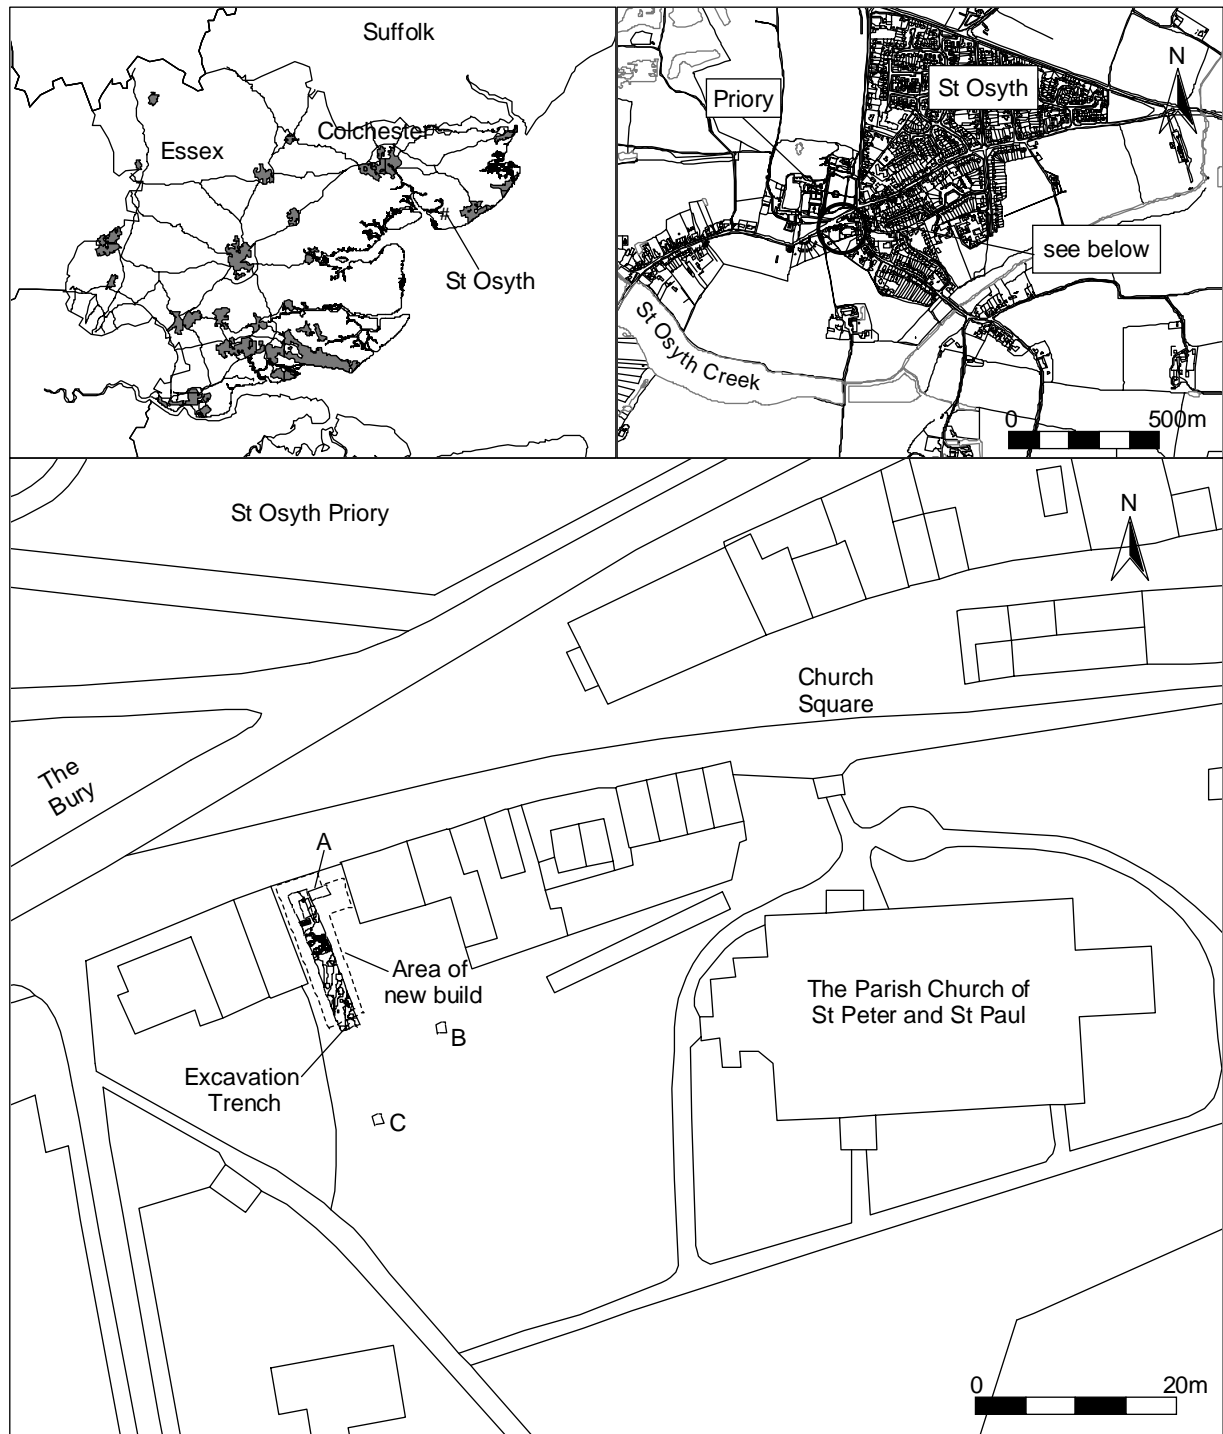 Suffolk
Colchester
Essex
St Osyth
#
N
Priory
St Osyth
see below
St Osyth Creek
0 500m
St Osyth Priory
N
Church
Square
The
Bury
A
Area of
new build
B
Excavation
Trench
C
The Parish Church of
St Peter and St Paul
0 20m